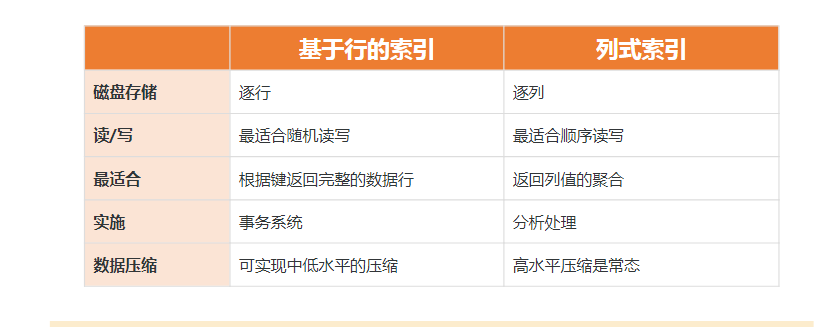 基于行的索引 列式索引
磁盘存储 逐行 逐列
读/写 最适合随机读写 最适合顺序读写
最适合 根据键返回完整的数据行 返回列值的聚合
实施 事务系统 分析处理
数据压缩 可实现中低水平的压缩 高水平压缩是常态